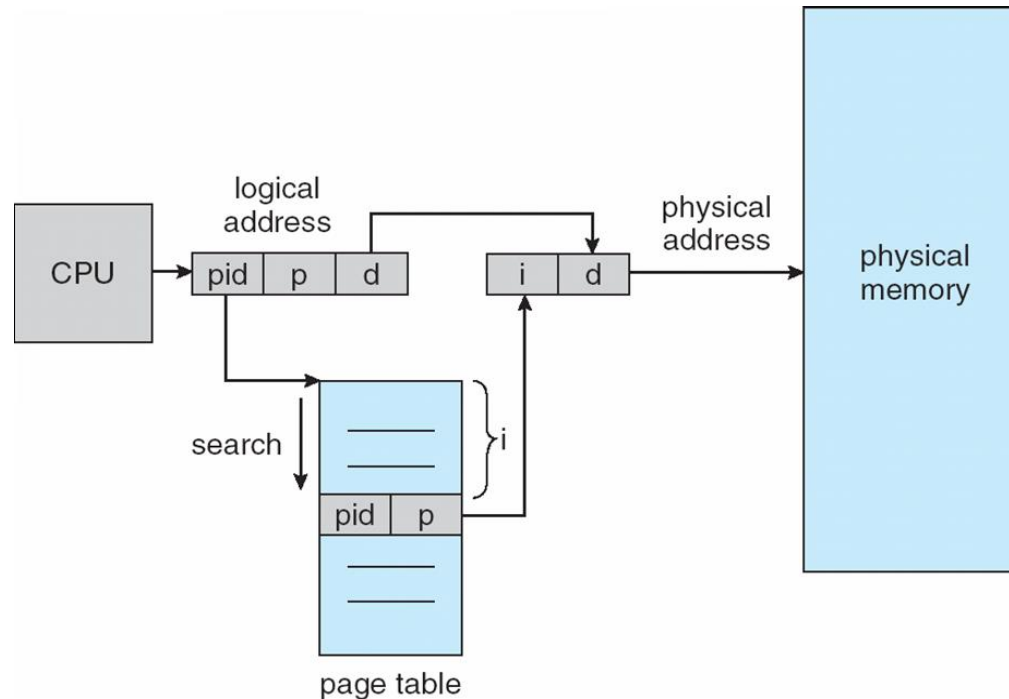 logical
address
physical
address
CPU
pid p d
i d
physical
memory
search
i
pid p
page table